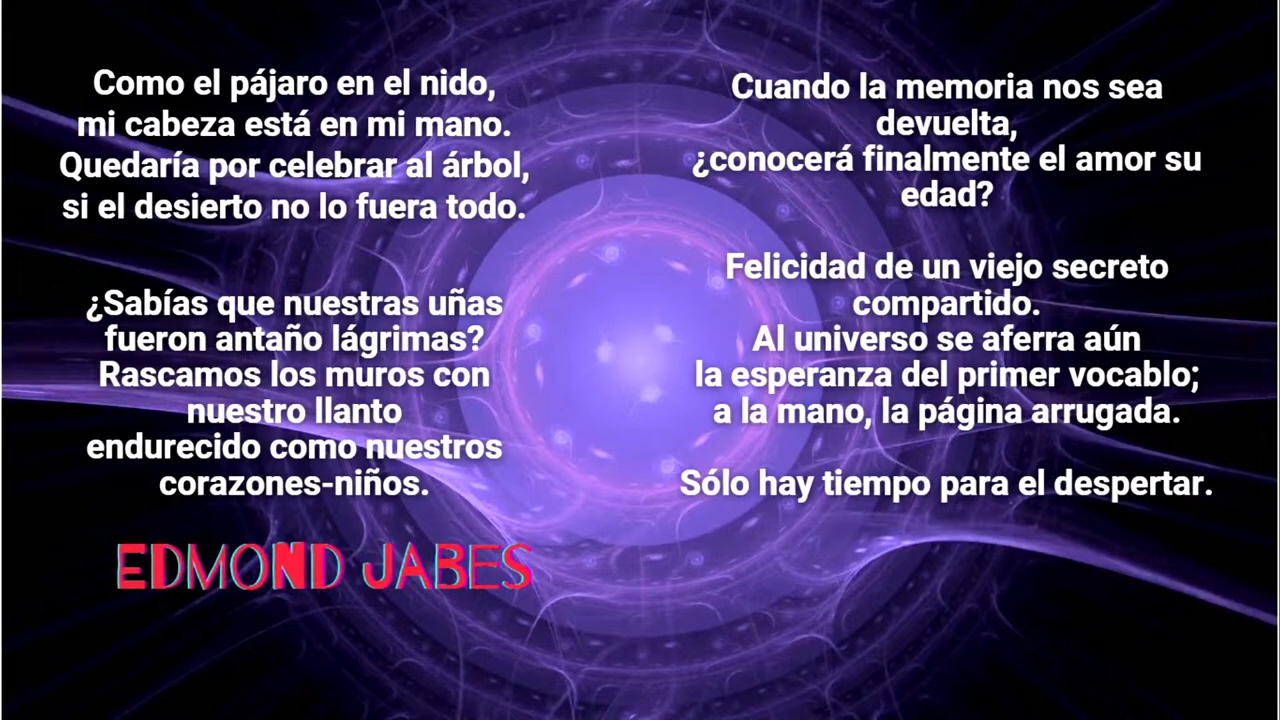 Como el pájaro en el nido,
mi cabeza está en mi mano.
Quedaría por celebrar al árbol,
si el desierto no lo fuera todo.
¿Sabías que nuestras uñas
fueron antaño lágrimas?
Rascamos los muros con
nuestro llanto
endurecido como nuestros
corazones-niños.
EDMOND JABES
Cuando la memoria nos sea
devuelta,
¿conocerá finalmente el amor su
edad?
Felicidad de un viejo secreto
compartido.
Al universo se aferra aún
la esperanza del primer vocablo;
a la mano, la página arrugada.
Sólo hay tiempo para el despertar.